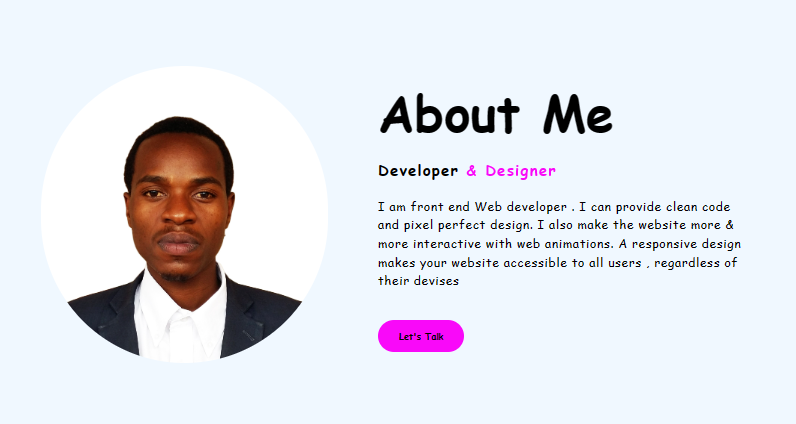 About Me
Developer & Designer
I am front end Web developer . I can provide clean code
and pixel perfect design. I also make the website more &
more interactive with web animations. A responsive design
makes your website accessible to all users , regardless of
their devises
Let's Talk